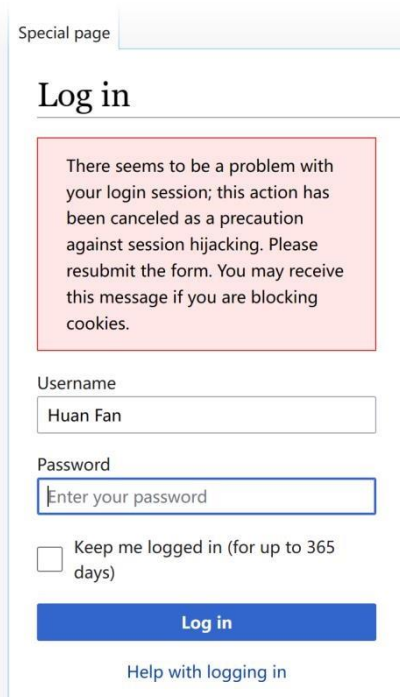 Special page
Log in
There seems to be a problem with
your login session; this action has
been canceled as a precaution
against session hijacking. Please
resubmit the form. You may receive
this message if you are blocking
cookies.
Username
Huan Fan
Password
Enter your password
Keep me logged in (for up to 365
days)
Log in
Help with logging in